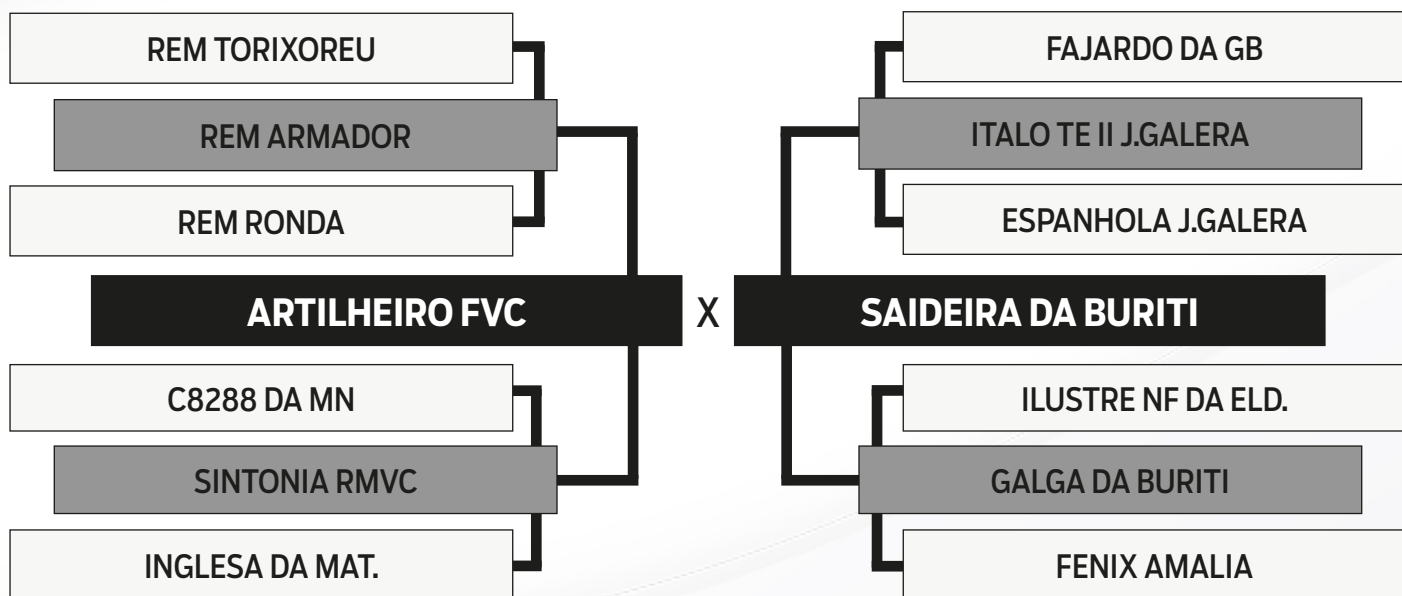 REM TORIXOREU
REM ARMADOR
REM RONDA
ARTILHEIRO FVC
C8288 DA MN
SINTONIA RMVC
INGLESA DA MAT.
X
FAJARDO DA GB
ITALO TE II J.GALERA
ESPANHOLA J.GALERA
SAIDEIRA DA BURITI
ILUSTRE NF DA ELD.
GALGA DA BURITI
FENIX AMALIA